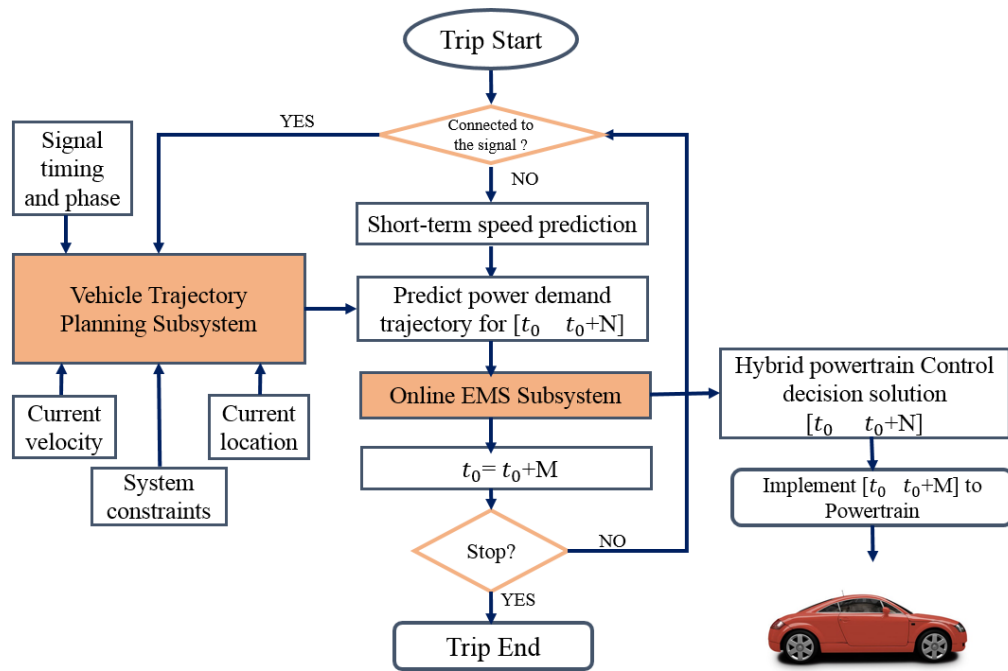 Trip Start
YES
Connected to
the signal ?
Signal
timing
and phase
NO
Short-term speed prediction
Vehicle Trajectory
Planning Subsystem
Predict power demand
trajectory for [t₀ t₀+N]
Online EMS Subsystem
Hybrid powertrain Control
decision solution
[t₀ t₀+N]
Current
velocity
Current
location
System
constraints
t₀= t₀+M
Implement [t₀ t₀+M] to
Powertrain
Stop?
NO
YES
Trip End